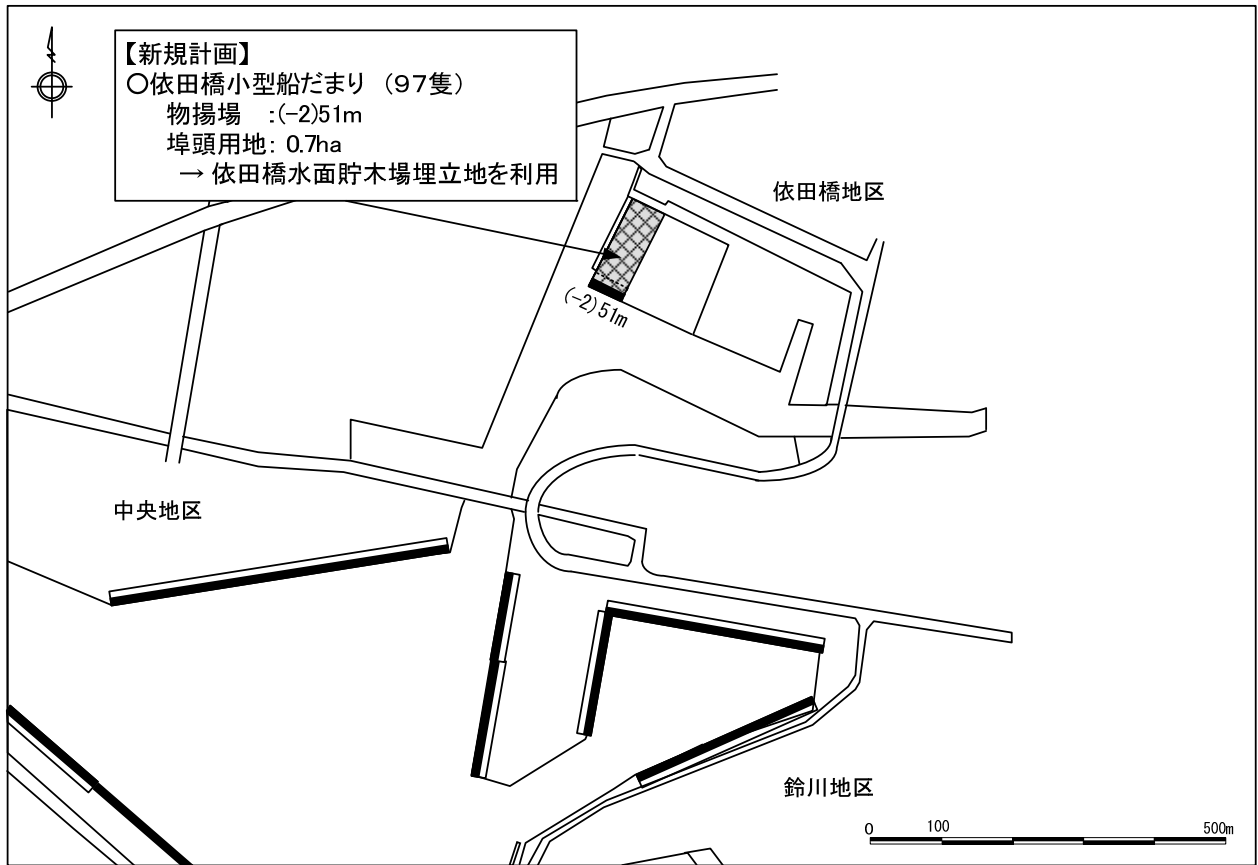 【新規計画】
○依田橋小型船だまり （97隻）
物揚場 :(-2)51m
埠頭用地: 0.7ha
→ 依田橋水面貯木場埋立地を利用
依田橋地区
(-2)51m
中央地区
鈴川地区
0 100 500m